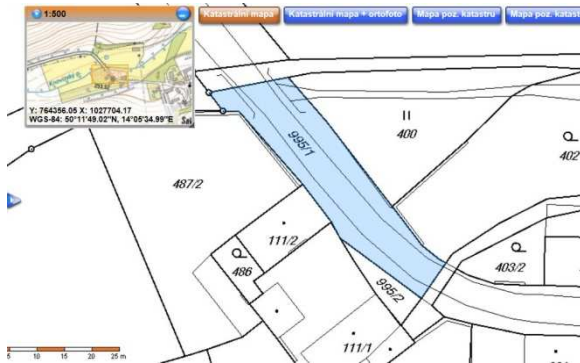 1:500
Katastrální mapa
Katastrální mapa + ortofoto
Mapa poz. katastru
Mapa poz. katastr
Y: 764356.05 X: 1027704.17
WGS-84: 50°11'49.02"N, 14°05'34.99"E
995/1
400
402
487/2
111/2
486
403/2
995/2
111/1
5 10 15 20 25 m